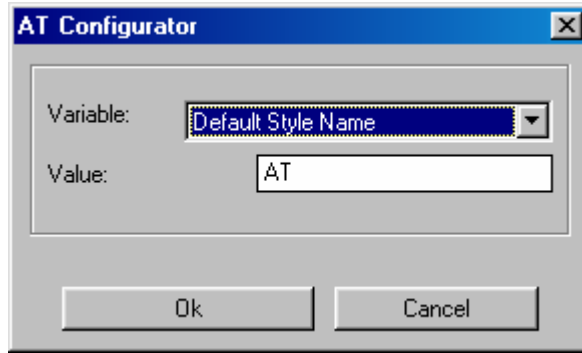 AT Configurator
Variable: Default Style Name
Value: AT
Ok Cancel